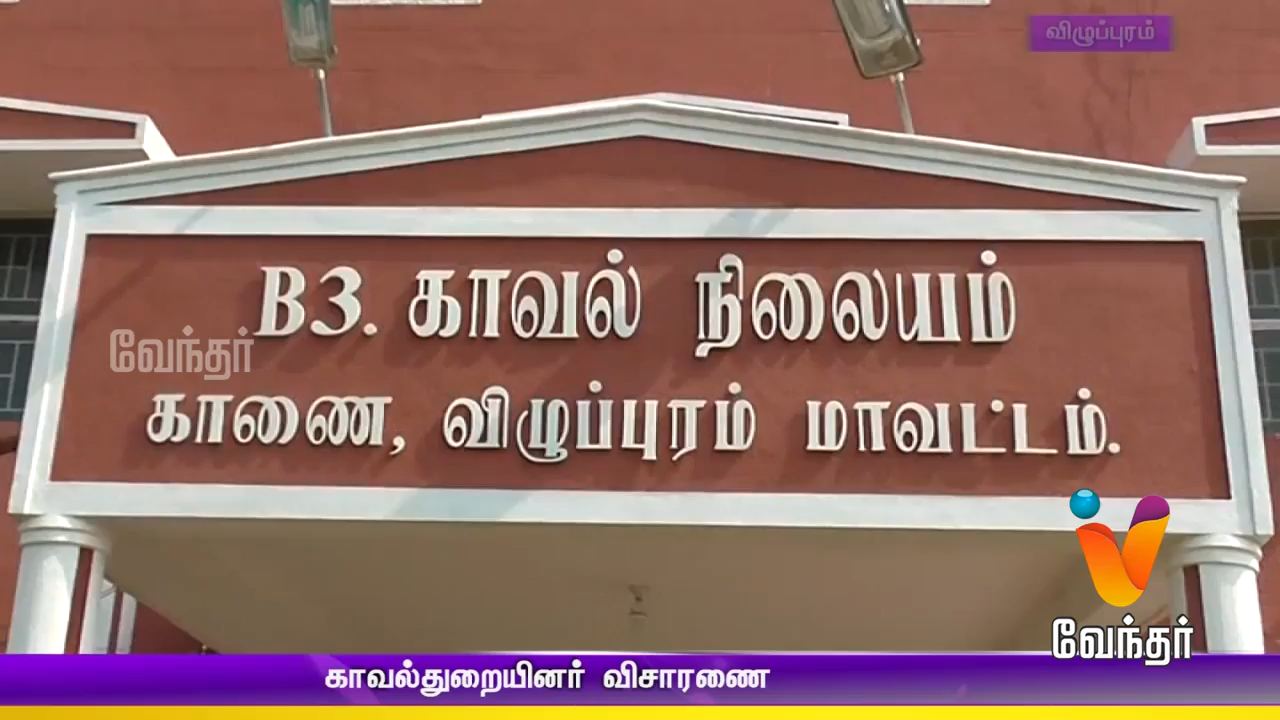 விழுப்புரம்
B3. காவல் நிலையம்
வேந்தர்
காணை, விழுப்புரம் மாவட்டம்.
வேந்தர்
காவல்துறையினர் விசாரணை